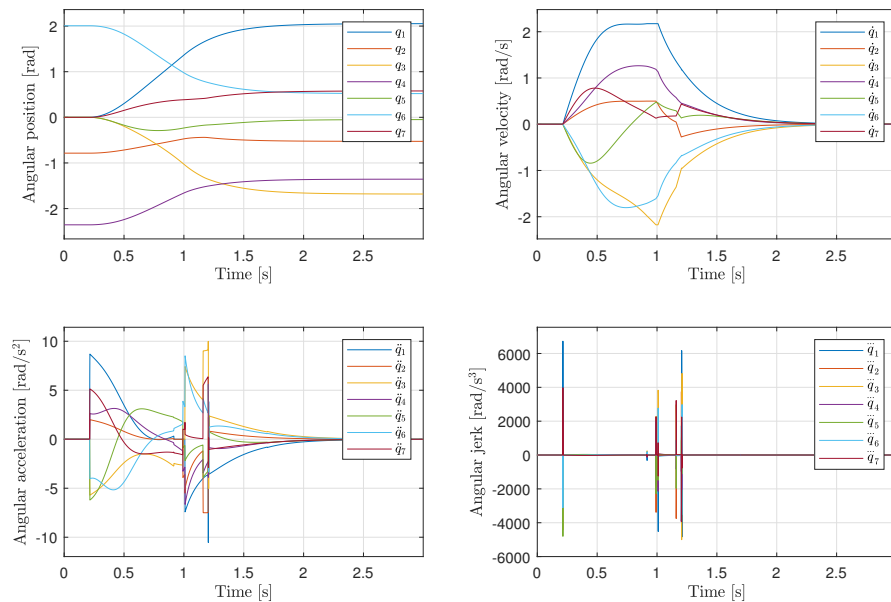 Angular position [rad]
2
1
0
-1
-2
0
0.5
1
1.5
2
2.5
Time [s]
q1
q2
q3
q4
q5
q6
q7
Angular velocity [rad/s]
2
1
0
-1
-2
0
0.5
1
1.5
2
2.5
Time [s]
q̇1
q̇2
q̇3
q̇4
q̇5
q̇6
q̇7
Angular acceleration [rad/s²]
10
5
0
-5
-10
0
0.5
1
1.5
2
2.5
Time [s]
q̈1
q̈2
q̈3
q̈4
q̈5
q̈6
q̈7
Angular jerk [rad/s³]
6000
4000
2000
0
-2000
-4000
-6000
0
0.5
1
1.5
2
2.5
Time [s]
q⃛1
q⃛2
q⃛3
q⃛4
q⃛5
q⃛6
q⃛7